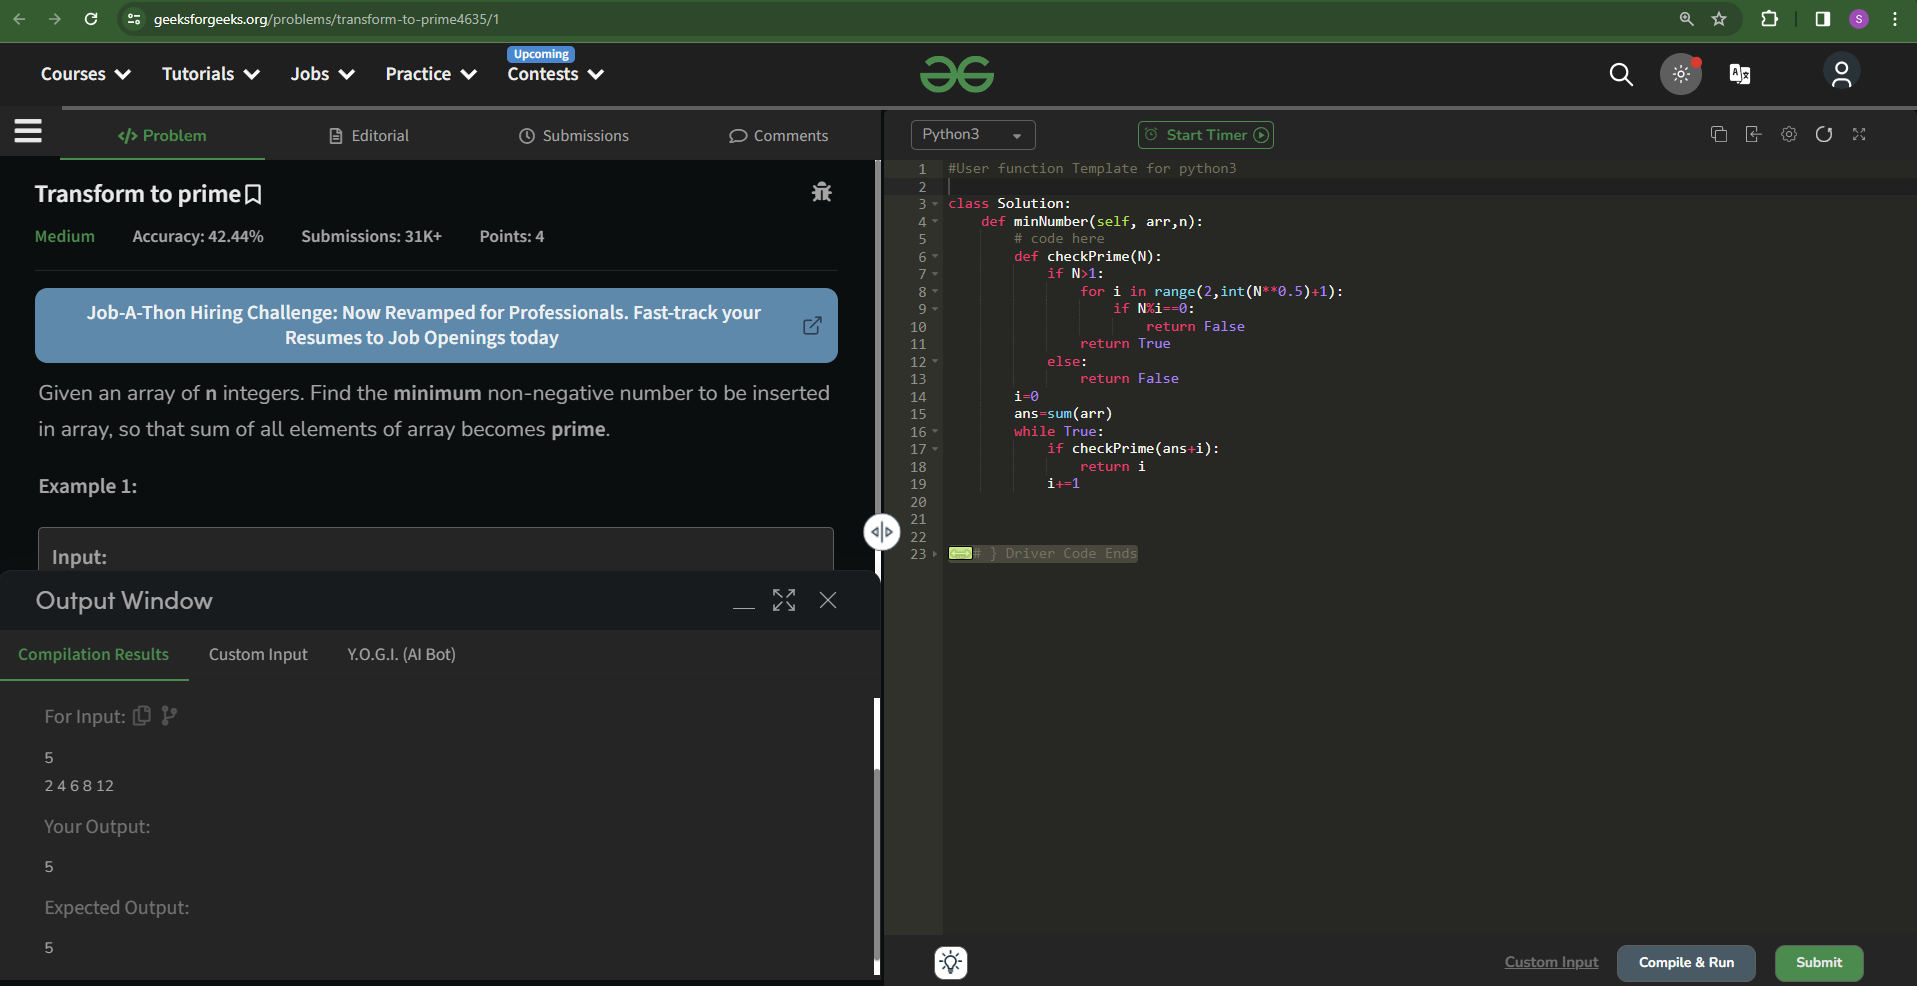 geeksforgeeks.org/problems/transform-to-prime4635/1
S
Courses
Tutorials
Jobs
Practice
Upcoming
Contests
Problem
Editorial
Submissions
Comments
Transform to prime
Medium
Accuracy: 42.44%
Submissions: 31K+
Points: 4
Job-A-Thon Hiring Challenge: Now Revamped for Professionals. Fast-track your
Resumes to Job Openings today
Given an array of n integers. Find the minimum non-negative number to be inserted
in array, so that sum of all elements of array becomes prime.
Example 1:
Input:
Output Window
Compilation Results
Custom Input
Y.O.G.I. (AI Bot)
For Input:
5
2 4 6 8 12
Your Output:
5
Expected Output:
5
Python3
Start Timer
1 #User function Template for python3
2
3 class Solution:
4     def minNumber(self, arr,n):
5         # code here
6         def checkPrime(N):
7             if N>1:
8                 for i in range(2,int(N**0.5)+1):
9                     if N%i==0:
10                         return False
11                 return True
12             else:
13                 return False
14         i=0
15         ans=sum(arr)
16         while True:
17             if checkPrime(ans+i):
18                 return i
19             i+=1
20
21
22
23 # } Driver Code Ends
Custom Input
Compile & Run
Submit